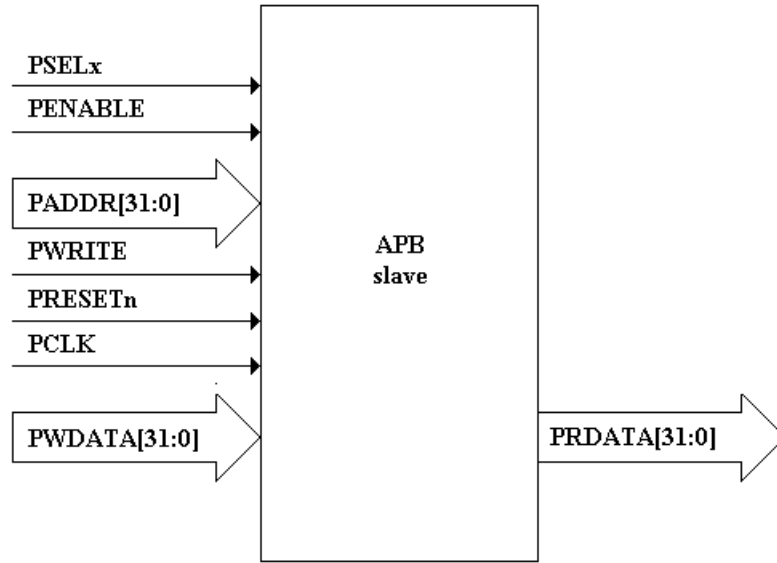 PSELx
PENABLE
PADDR[31:0]
PWRITE
PRESETn
PCLK
PWDATA[31:0]
APB
slave
PRDATA[31:0]